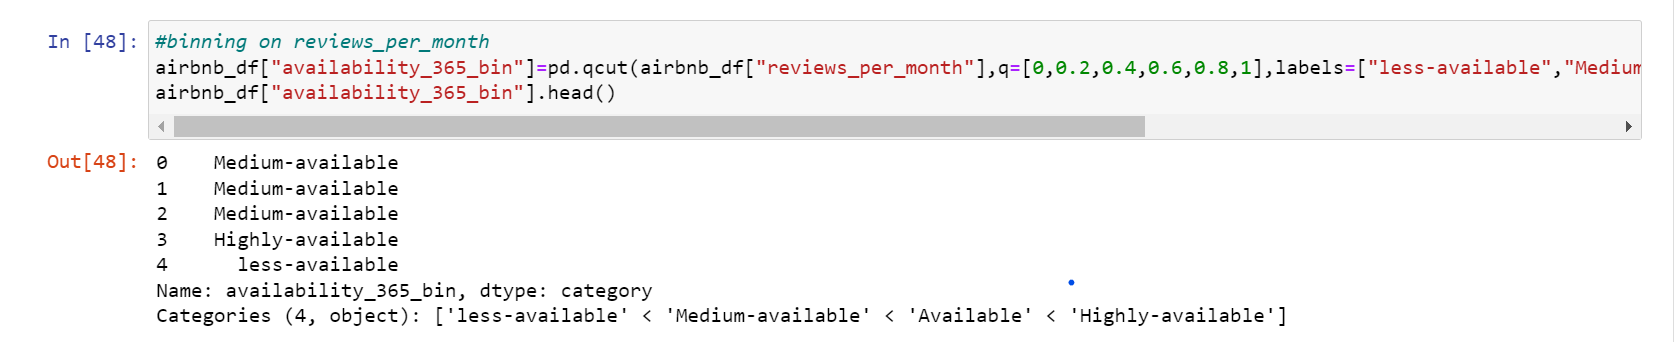 In [48]: #binning on reviews_per_month
airbnb_df["availability_365_bin"]=pd.qcut(airbnb_df["reviews_per_month"],q=[0,0.2,0.4,0.6,0.8,1],labels=["less-available","Medium
airbnb_df["availability_365_bin"].head()
Out[48]: 0 Medium-available
1 Medium-available
2 Medium-available
3 Highly-available
4 less-available
Name: availability_365_bin, dtype: category
Categories (4, object): ['less-available' < 'Medium-available' < 'Available' < 'Highly-available']